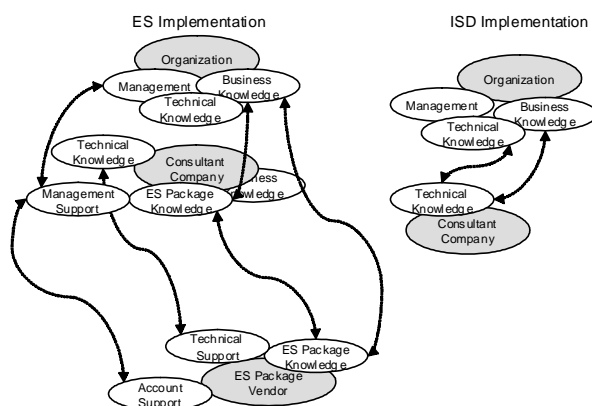 ES Implementation
ISD Implementation
Organization
Management
Business
Knowledge
Technical
Knowledge
Technical
Knowledge
Consultant
Company
Management
Support
ES Package
Knowledge
Technical
Support
ES Package
Knowledge
ES Package
Vendor
Account
Support
Organization
Management
Business
Knowledge
Technical
Knowledge
Technical
Knowledge
Consultant
Company